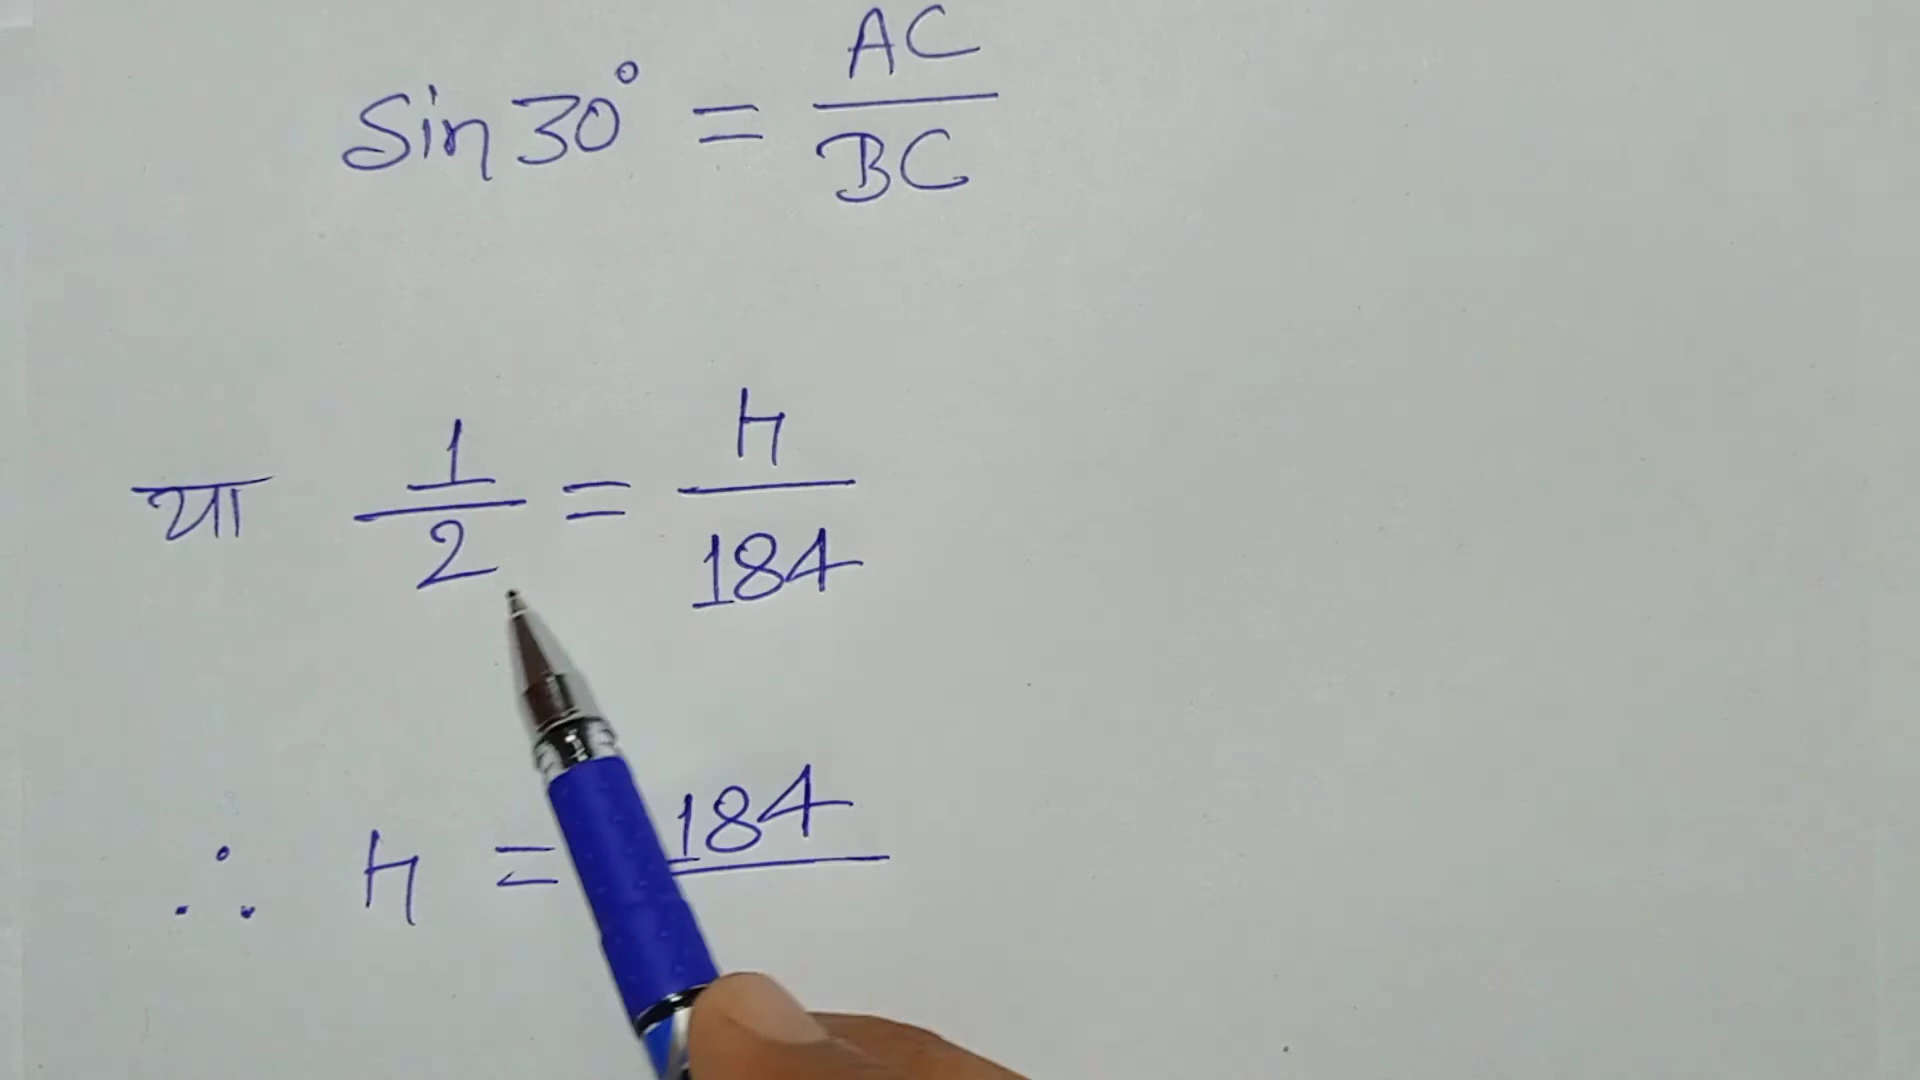 sin 30° = AC / BC
या 1/2 = H/184
∴ H = 184